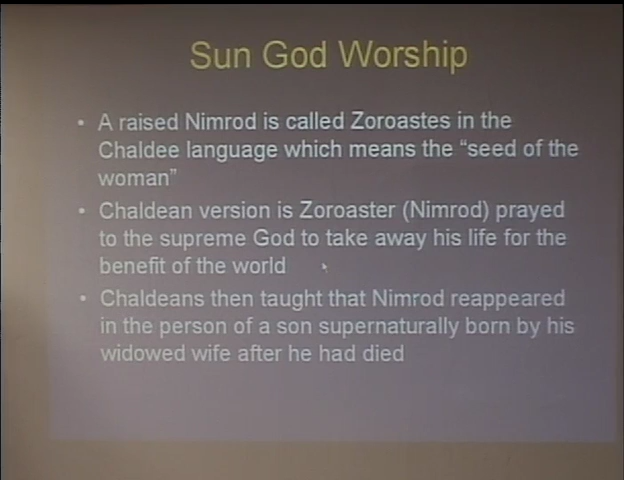 Sun God Worship
• A raised Nimrod is called Zoroastes in the
Chaldee language which means the "seed of the
woman"
• Chaldean version is Zoroaster (Nimrod) prayed
to the supreme God to take away his life for the
benefit of the world
• Chaldeans then taught that Nimrod reappeared
in the person of a son supernaturally born by his
widowed wife after he had died